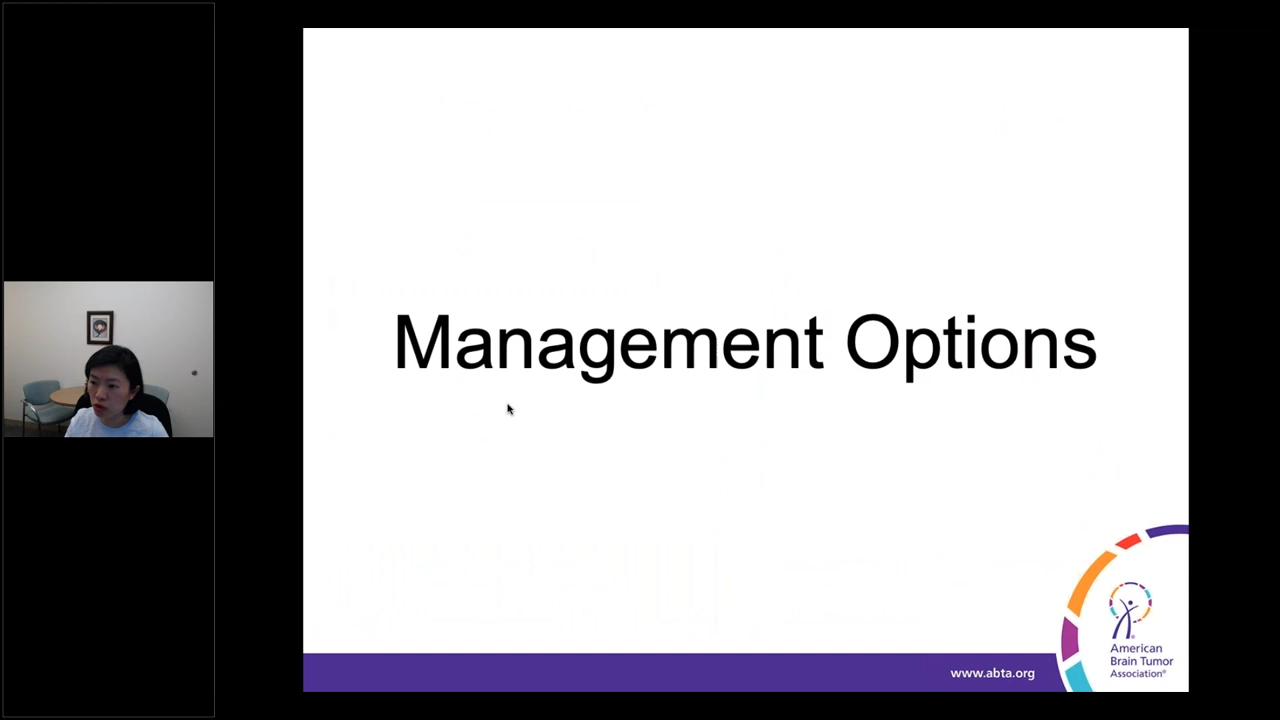 Management Options
www.abta.org
American
Brain Tumor
Association®